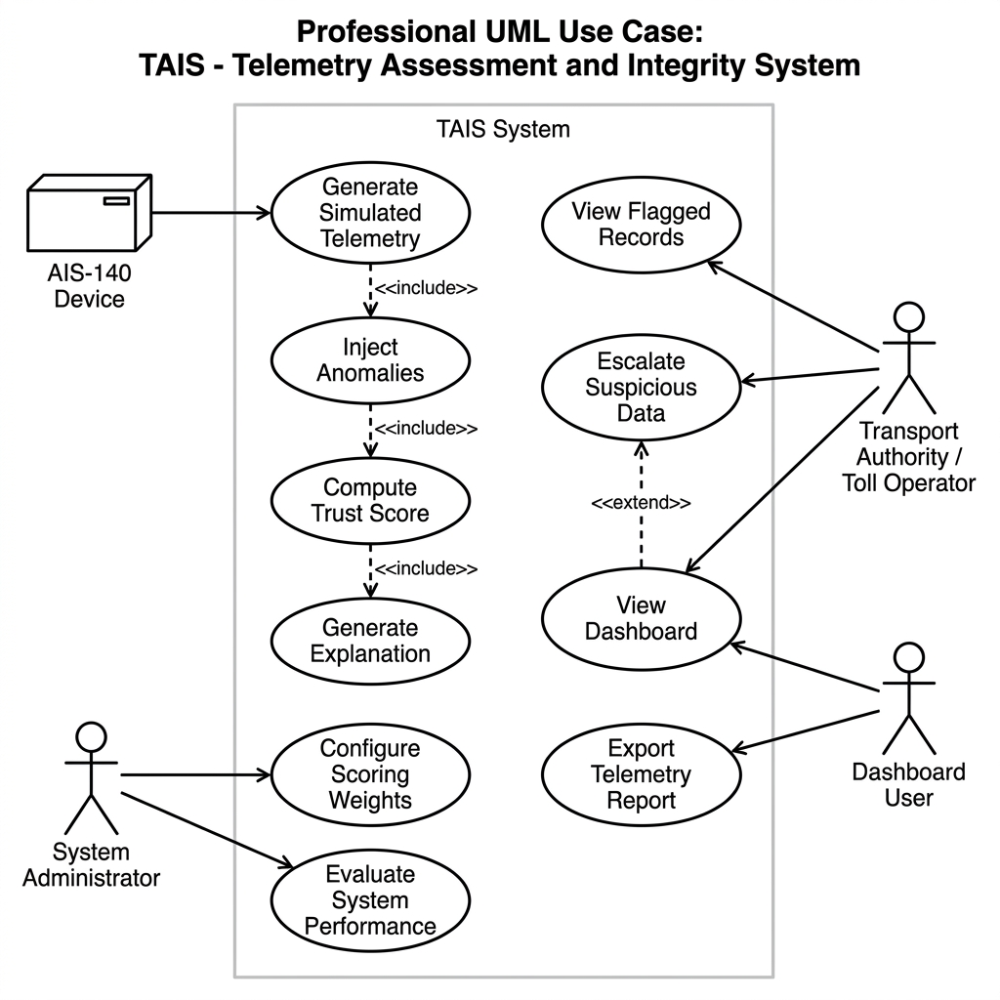 Professional UML Use Case:
TAIS - Telemetry Assessment and Integrity System
TAIS System
AIS-140
Device
Generate
Simulated
Telemetry
<<include>>
Inject
Anomalies
<<include>>
Compute
Trust Score
<<include>>
Generate
Explanation
System
Administrator
Configure
Scoring
Weights
Evaluate
System
Performance
View Flagged
Records
Escalate
Suspicious
Data
<<extend>>
View
Dashboard
Export
Telemetry
Report
Transport
Authority /
Toll Operator
Dashboard
User